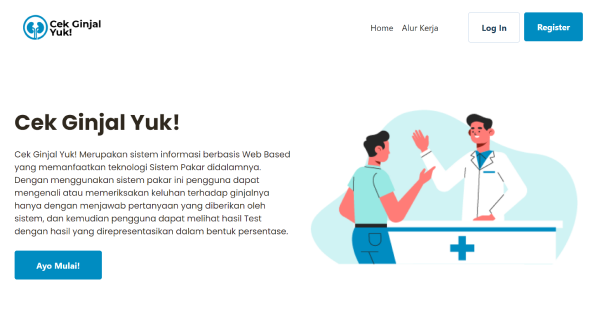 Cek Ginjal
Yuk!
Home Alur Kerja Log In Register
Cek Ginjal Yuk!
Cek Ginjal Yuk! Merupakan sistem informasi berbasis Web Based
yang memanfaatkan teknologi Sistem Pakar didalamnya.
Dengan menggunakan sistem pakar ini pengguna dapat
mengenali atau memeriksakan keluhan terhadap ginjalnya
hanya dengan menjawab pertanyaan yang diberikan oleh
sistem, dan kemudian pengguna dapat melihat hasil Test
dengan hasil yang direpresentasikan dalam bentuk persentase.
Ayo Mulai!